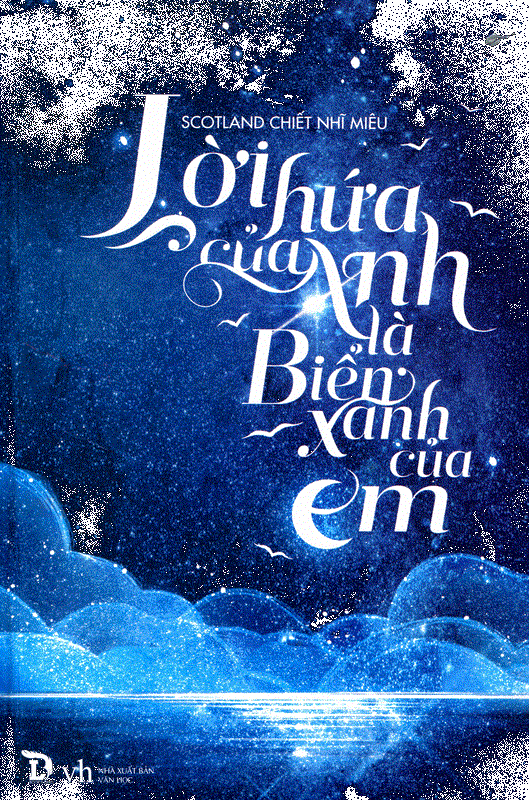 SCOTLAND CHIẾT NHĨ MIÊU
Lời hứa
của Anh
là
Biển
xanh
của
em
Đ vh
NHÀ XUẤT BẢN
VĂN HỌC